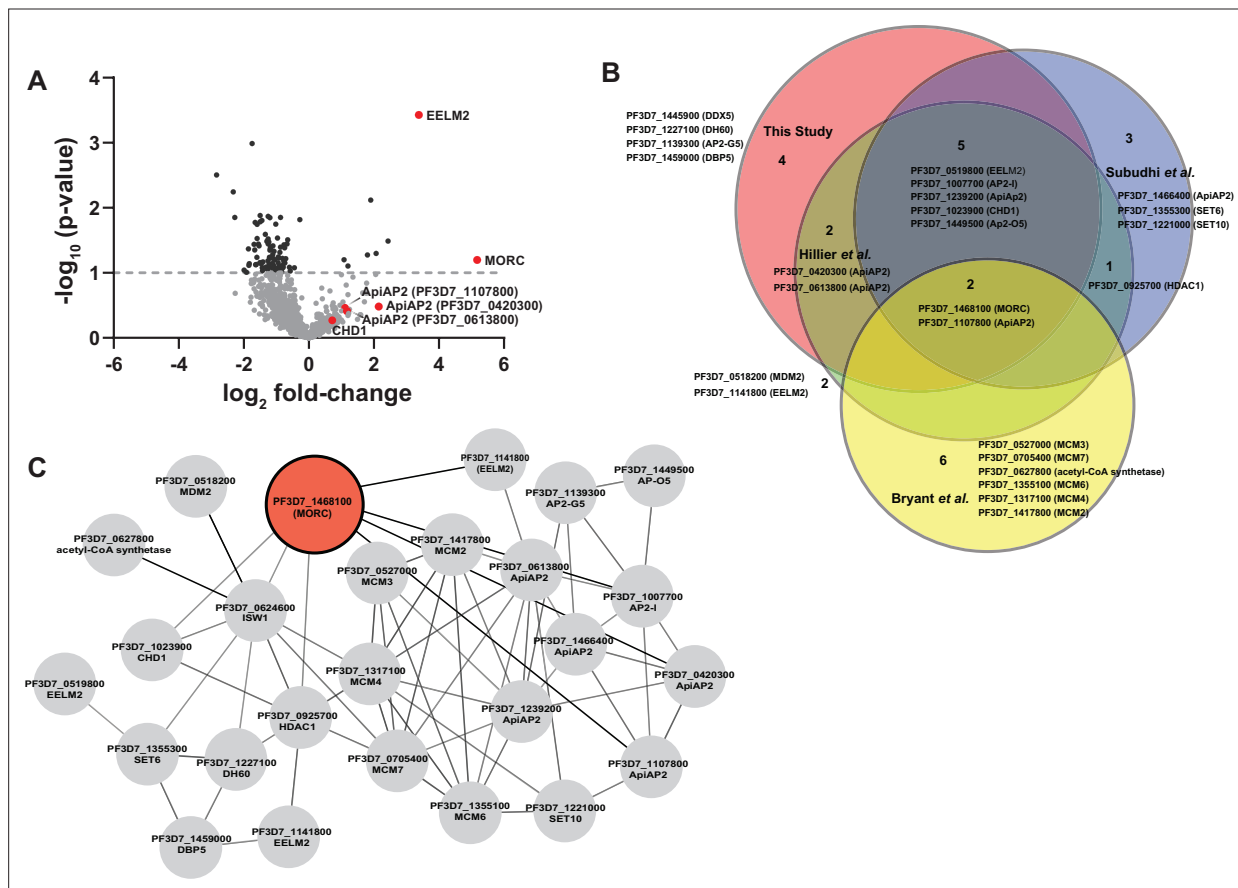 A
4
3
2
1
0
-log10 (p-value)
EELM2
MORC
ApiAP2 (PF3D7_1107800)
ApiAP2 (PF3D7_0420300)
ApiAP2 (PF3D7_0613800)
CHD1
-6
-4
-2
0
2
4
6
log2 fold-change
B
PF3D7_1445900 (DDX5)
PF3D7_1227100 (DH60)
PF3D7_1139300 (AP2-G5)
PF3D7_1459000 (DBP5)
This Study
4
5
PF3D7_0519800 (EELM2)
PF3D7_1007700 (AP2-I)
PF3D7_1239200 (ApiAp2)
PF3D7_1023900 (CHD1)
PF3D7_1449500 (Ap2-O5)
3
Subudhi et al.
PF3D7_1466400 (ApiAP2)
PF3D7_1355300 (SET6)
PF3D7_1221000 (SET10)
2
Hillier et al.
PF3D7_0420300 (ApiAP2)
PF3D7_0613800 (ApiAP2)
1
PF3D7_0925700 (HDAC1)
2
PF3D7_1468100 (MORC)
PF3D7_1107800 (ApiAP2)
PF3D7_0518200 (MDM2)
PF3D7_1141800 (EELM2)
2
6
Bryant et al.
PF3D7_0527000 (MCM3)
PF3D7_0705400 (MCM7)
PF3D7_0627800 (acetyl-CoA synthetase)
PF3D7_1355100 (MCM6)
PF3D7_1317100 (MCM4)
PF3D7_1417800 (MCM2)
C
PF3D7_0518200
MDM2
PF3D7_1468100
(MORC)
PF3D7_1141800
(EELM2)
PF3D7_1139300
AP2-G5
PF3D7_1449500
AP-O5
PF3D7_0627800
acetyl-CoA synthetase
PF3D7_0527000
MCM3
PF3D7_1417800
MCM2
PF3D7_0613800
ApiAP2
PF3D7_1007700
AP2-I
PF3D7_0624600
ISW1
PF3D7_1023900
CHD1
PF3D7_1466400
ApiAP2
PF3D7_0420300
ApiAP2
PF3D7_0519800
EELM2
PF3D7_1317100
MCM4
PF3D7_0925700
HDAC1
PF3D7_1239200
ApiAP2
PF3D7_1355300
SET6
PF3D7_1227100
DH60
PF3D7_0705400
MCM7
PF3D7_1107800
ApiAP2
PF3D7_1355100
MCM6
PF3D7_1221000
SET10
PF3D7_1459000
DBP5
PF3D7_1141800
EELM2